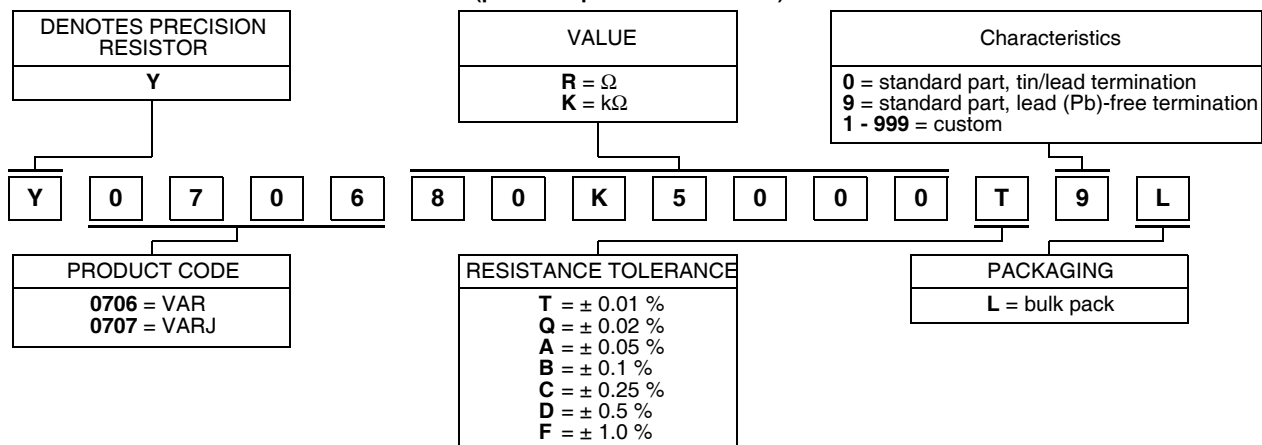 DENOTES PRECISION
RESISTOR
Y
VALUE
R = Ω
K = kΩ
Characteristics
0 = standard part, tin/lead termination
9 = standard part, lead (Pb)-free termination
1 - 999 = custom
Y 0 7 0 6 8 0 K 5 0 0 0 T 9 L
PRODUCT CODE
0706 = VAR
0707 = VARJ
RESISTANCE TOLERANCE
T = ± 0.01 %
Q = ± 0.02 %
A = ± 0.05 %
B = ± 0.1 %
C = ± 0.25 %
D = ± 0.5 %
F = ± 1.0 %
PACKAGING
L = bulk pack